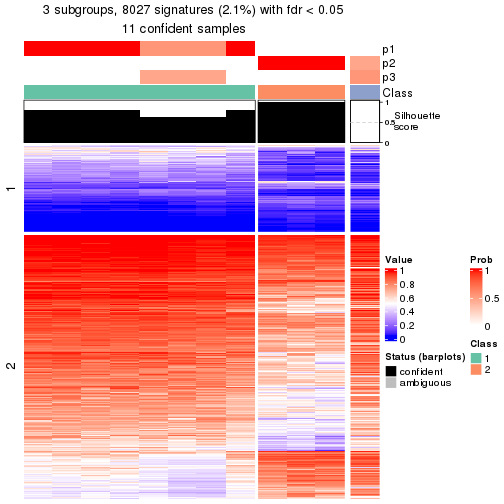 3 subgroups, 8027 signatures (2.1%) with fdr < 0.05
11 confident samples
p1
p2
p3
Class
1
0.5
0
Silhouette
score
1
2
Value
1
0.8
0.6
0.4
0.2
0
Prob
1
0.5
0
Status (barplots)
confident
ambiguous
Class
1
2